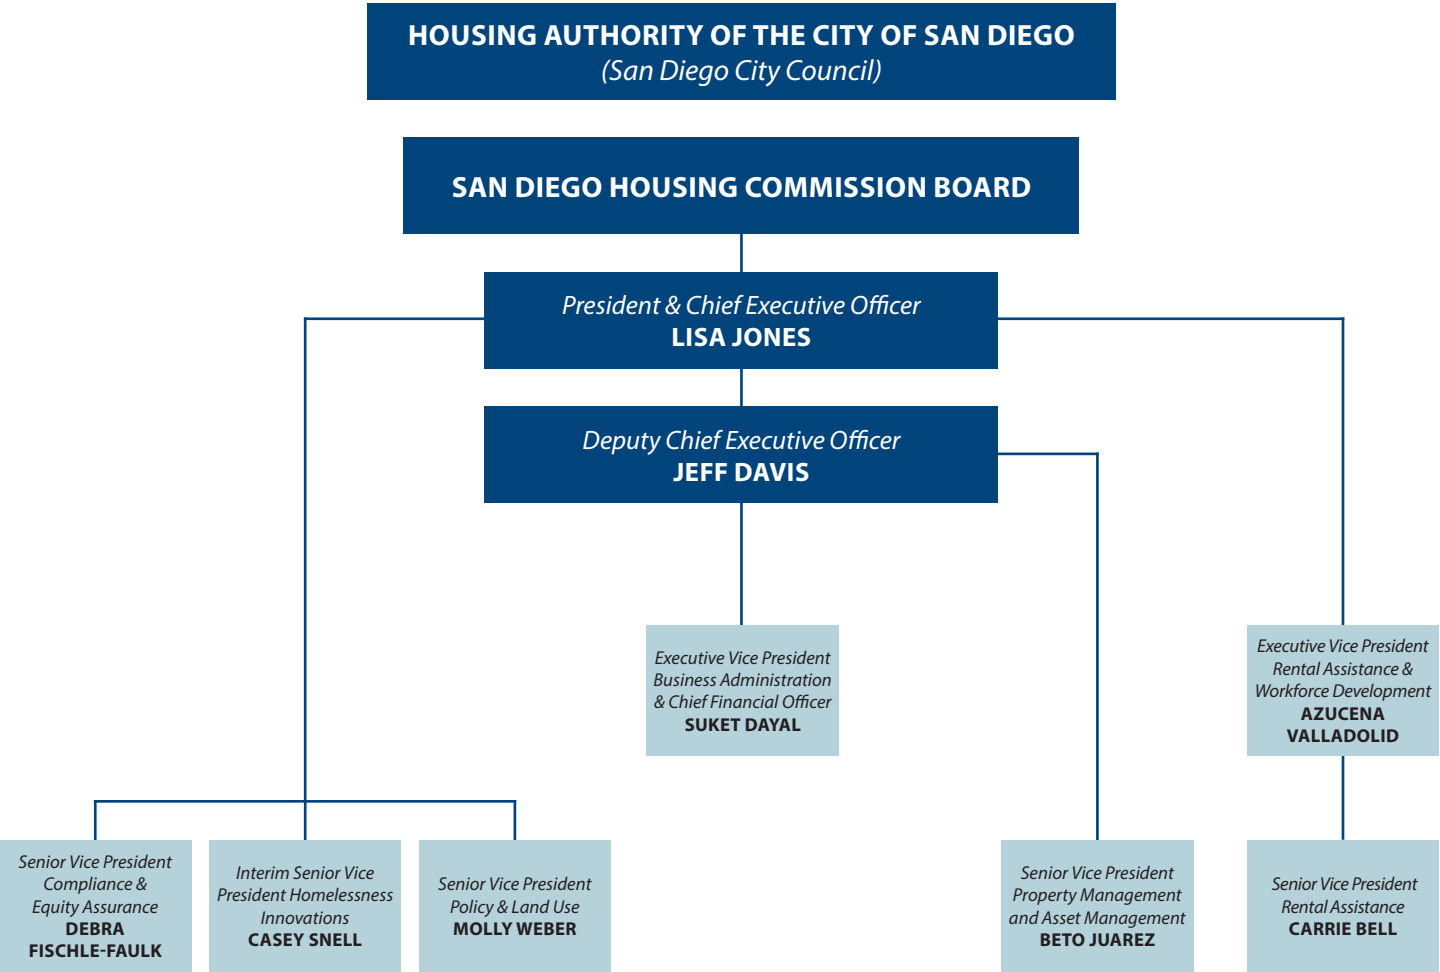 HOUSING AUTHORITY OF THE CITY OF SAN DIEGO
(San Diego City Council)
SAN DIEGO HOUSING COMMISSION BOARD
President & Chief Executive Officer
LISA JONES
Deputy Chief Executive Officer
JEFF DAVIS
Executive Vice President
Business Administration
& Chief Financial Officer
SUKET DAYAL
Executive Vice President
Rental Assistance &
Workforce Development
AZUCENA
VALLADOLID
Senior Vice President
Compliance &
Equity Assurance
DEBRA
FISCHLE-FAULK
Interim Senior Vice
President Homelessness
Innovations
CASEY SNELL
Senior Vice President
Policy & Land Use
MOLLY WEBER
Senior Vice President
Property Management
and Asset Management
BETO JUAREZ
Senior Vice President
Rental Assistance
CARRIE BELL